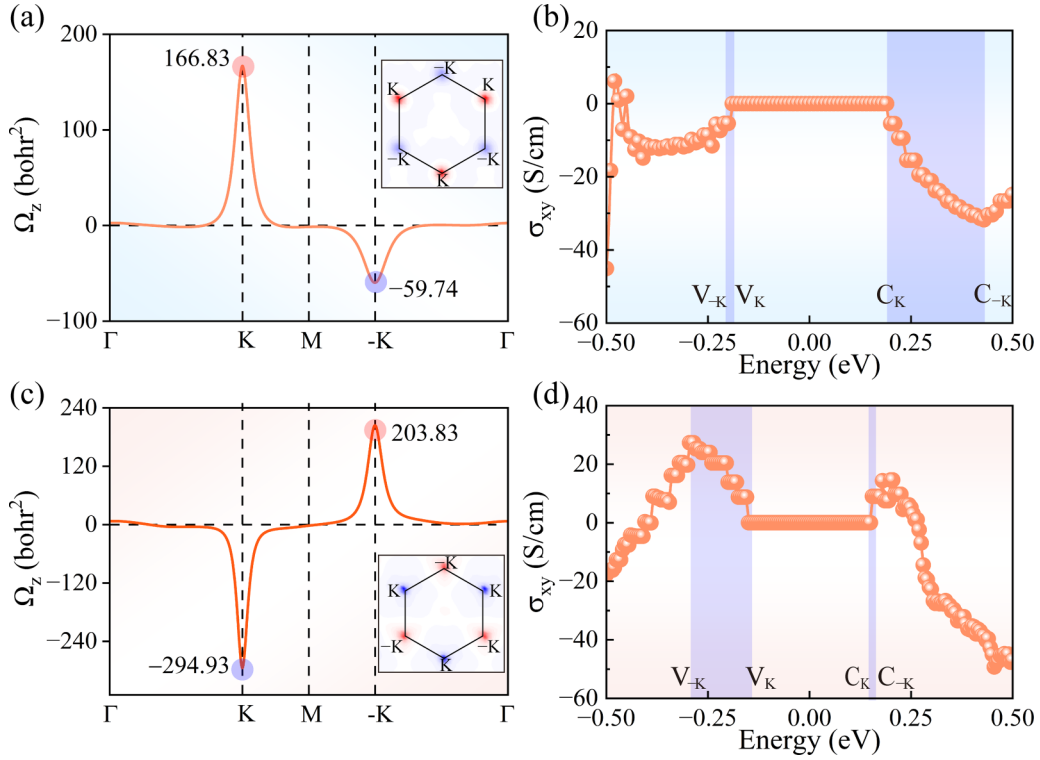 (a)
200
100
0
−100
Ω_z (bohr²)
166.83
−59.74
−K
K
K
−K
−K
K
Γ
K
M
-K
Γ
(b)
20
0
−20
−40
−60
σ_xy (S/cm)
V_−K
V_K
C_K
C_−K
−0.50
−0.25
0.00
0.25
0.50
Energy (eV)
(c)
240
120
0
−120
−240
Ω_z (bohr²)
203.83
−294.93
−K
K
K
−K
−K
K
Γ
K
M
-K
Γ
(d)
40
20
0
−20
−40
−60
σ_xy (S/cm)
V_−K
V_K
C_K
C_−K
−0.50
−0.25
0.00
0.25
0.50
Energy (eV)